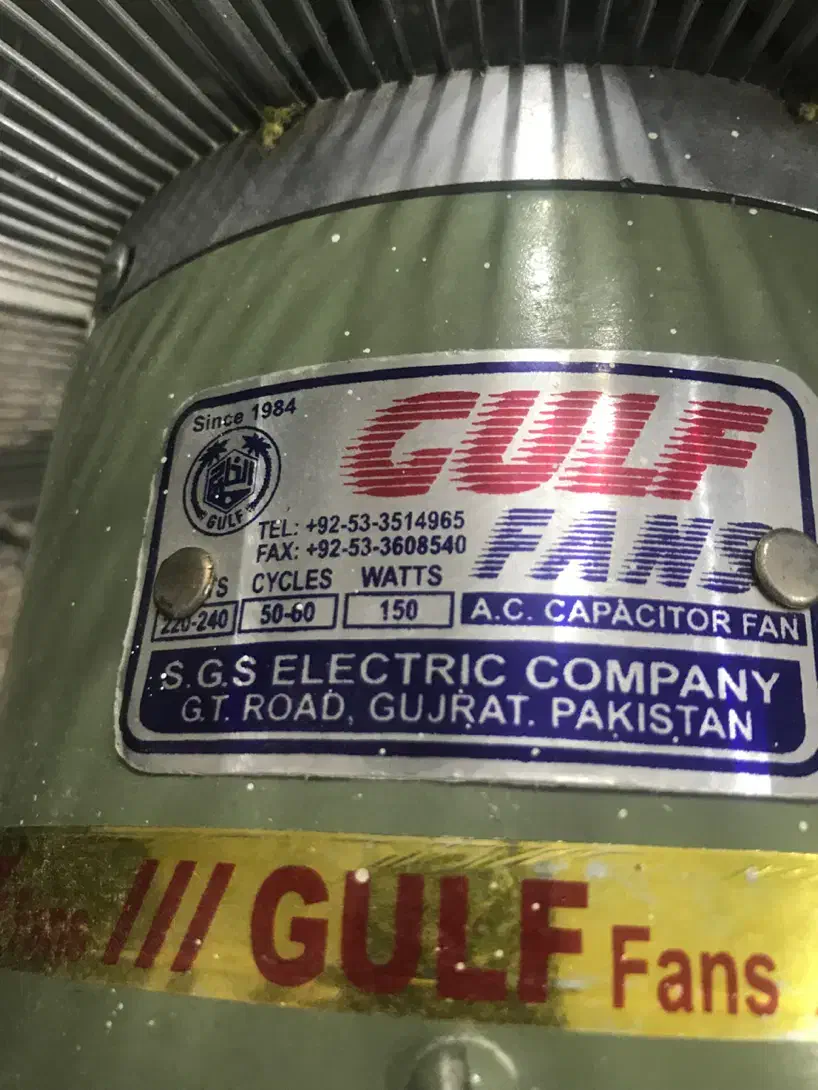 Since 1984
GULF
الخليج
GULF
TEL: +92-53-3514965
FAX: +92-53-3608540
FANS
CYCLES WATTS
220-240 50-60 150 A.C. CAPACITOR FAN
S.G.S ELECTRIC COMPANY
G.T. ROAD, GUJRAT. PAKISTAN
/// GULF Fans